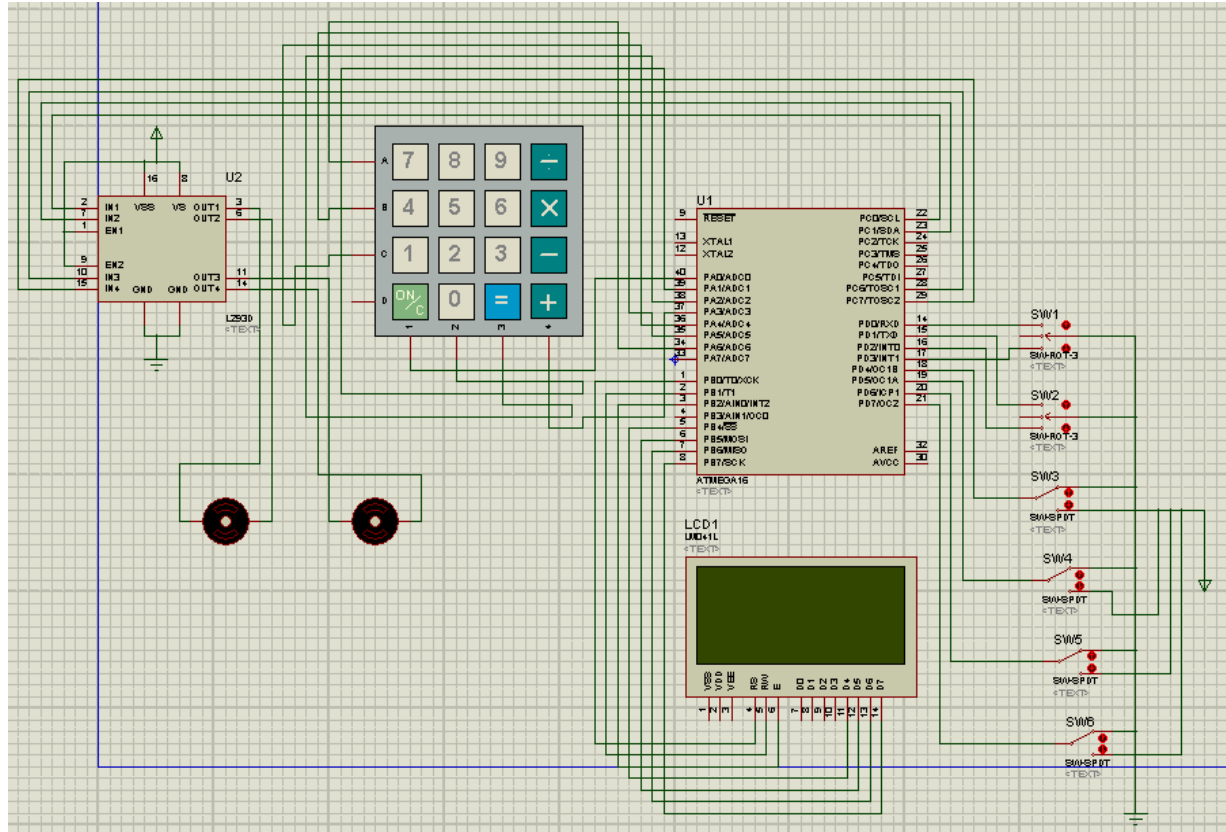 U2
16 8
2 IN1 VSS VS OUT1 3
7 IN2 OUT2 6
1 EN1
9 EN2
10 IN3 OUT3 11
15 IN4 GND GND OUT4 14
L293D
<TEXT>
A 7 8 9 ÷
B 4 5 6 ×
C 1 2 3 −
D ON/C 0 = +
1 2 3 4
U1
9 RESET PC0/SCL 22
PC1/SDA 23
13 XTAL1 PC2/TCK 24
12 XTAL2 PC3/TMS 25
PC4/TDO 26
40 PA0/ADC0 PC5/TDI 27
39 PA1/ADC1 PC6/TOSC1 28
38 PA2/ADC2 PC7/TOSC2 29
37 PA3/ADC3
36 PA4/ADC4 PD0/RXD 14
35 PA5/ADC5 PD1/TXD 15
34 PA6/ADC6 PD2/INT0 16
33 PA7/ADC7 PD3/INT1 17
PD4/OC1B 18
1 PB0/T0/XCK PD5/OC1A 19
2 PB1/T1 PD6/ICP1 20
3 PB2/AIN0/INT2 PD7/OC2 21
4 PB3/AIN1/OC0
5 PB4/SS
6 PB5/MOSI
7 PB6/MISO AREF 32
8 PB7/SCK AVCC 30
ATMEGA16
<TEXT>
SW1
SW-ROT-3
<TEXT>
SW2
SW-ROT-3
<TEXT>
SW3
SW-SPDT
<TEXT>
SW4
SW-SPDT
<TEXT>
SW5
SW-SPDT
<TEXT>
SW6
SW-SPDT
<TEXT>
LCD1
LM041L
<TEXT>
VSS VDD VEE RS RW E D0 D1 D2 D3 D4 D5 D6 D7
1 2 3 4 5 6 7 8 9 10 11 12 13 14